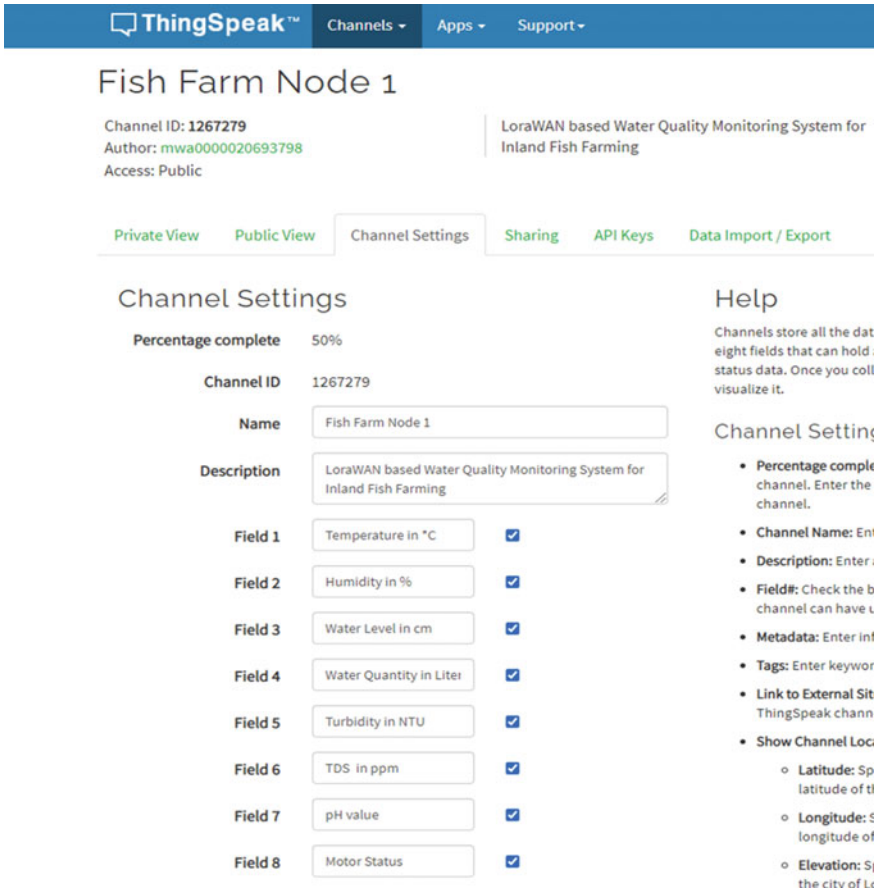 ThingSpeak™ Channels Apps Support
Fish Farm Node 1
Channel ID: 1267279
Author: mwa0000020693798
Access: Public
LoraWAN based Water Quality Monitoring System for
Inland Fish Farming
Private View Public View Channel Settings Sharing API Keys Data Import / Export
Channel Settings
Percentage complete 50%
Channel ID 1267279
Name Fish Farm Node 1
Description LoraWAN based Water Quality Monitoring System for
Inland Fish Farming
Field 1 Temperature in *C
Field 2 Humidity in %
Field 3 Water Level in cm
Field 4 Water Quantity in Liter
Field 5 Turbidity in NTU
Field 6 TDS in ppm
Field 7 pH value
Field 8 Motor Status
Help
Channels store all the dat
eight fields that can hold
status data. Once you coll
visualize it.
Channel Setting
Percentage comple
channel. Enter the
channel.
Channel Name: Ent
Description: Enter
Field#: Check the b
channel can have u
Metadata: Enter inf
Tags: Enter keywor
Link to External Sit
ThingSpeak chann
Show Channel Loca
Latitude: Sp
latitude of th
Longitude: S
longitude of
Elevation: Sp
the city of Lo